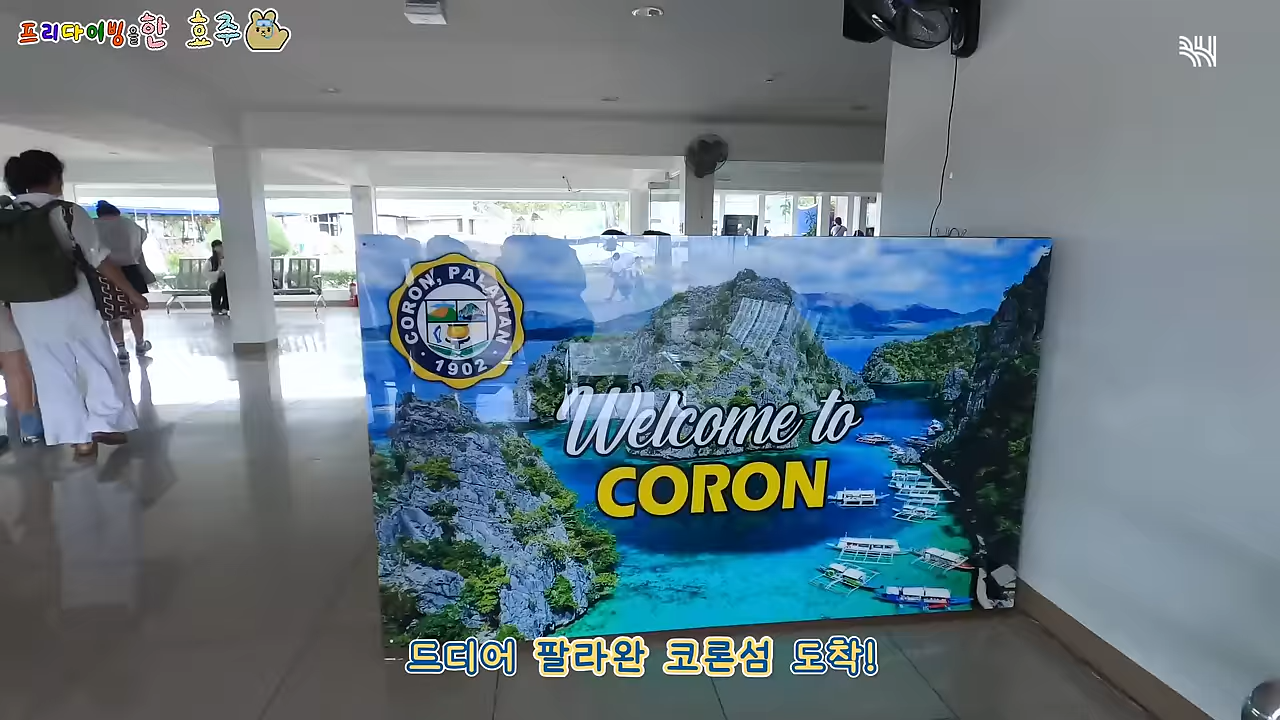 프리다이빙을한 효주
CORON, PALAWAN
1902
Welcome to
CORON
드디어 팔라완 코론섬 도착!